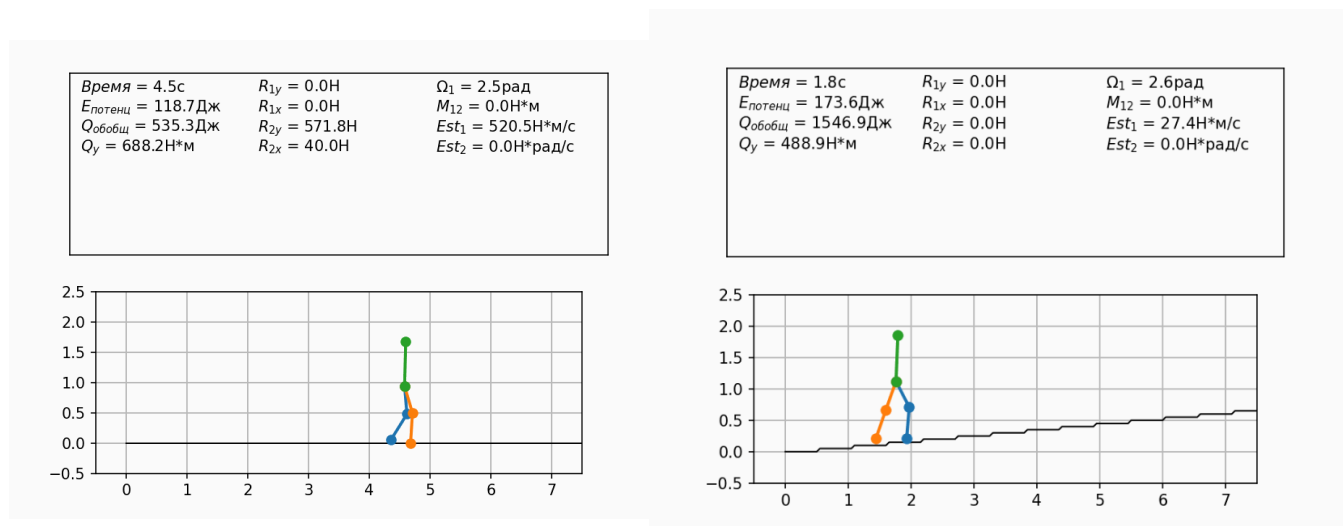 Время = 4.5с R1y = 0.0Н Ω1 = 2.5рад
Eпотенц = 118.7Дж R1x = 0.0Н M12 = 0.0Н*м
Qобобщ = 535.3Дж R2y = 571.8Н Est1 = 520.5Н*м/с
Qy = 688.2Н*м R2x = 40.0Н Est2 = 0.0Н*рад/с
2.5
2.0
1.5
1.0
0.5
0.0
−0.5
0 1 2 3 4 5 6 7
Время = 1.8с R1y = 0.0Н Ω1 = 2.6рад
Eпотенц = 173.6Дж R1x = 0.0Н M12 = 0.0Н*м
Qобобщ = 1546.9Дж R2y = 0.0Н Est1 = 27.4Н*м/с
Qy = 488.9Н*м R2x = 0.0Н Est2 = 0.0Н*рад/с
2.5
2.0
1.5
1.0
0.5
0.0
−0.5
0 1 2 3 4 5 6 7